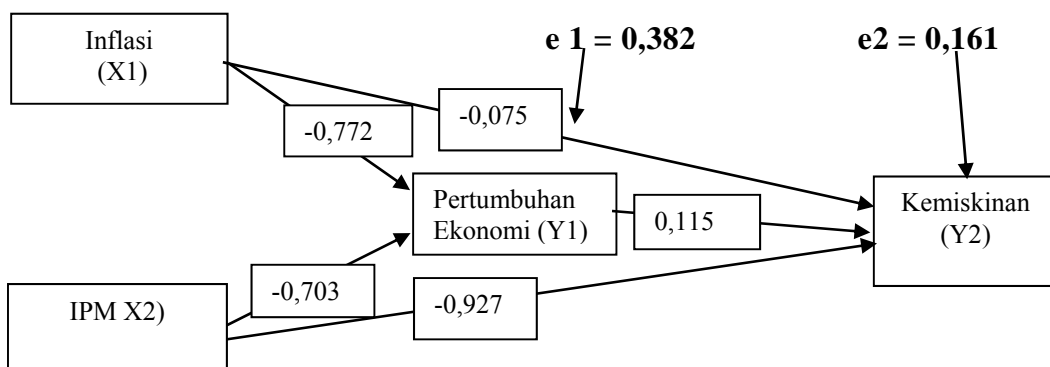 Inflasi
(X1)
e 1 = 0,382
e2 = 0,161
-0,075
-0,772
Pertumbuhan
Ekonomi (Y1)
0,115
Kemiskinan
(Y2)
-0,703
-0,927
IPM X2)